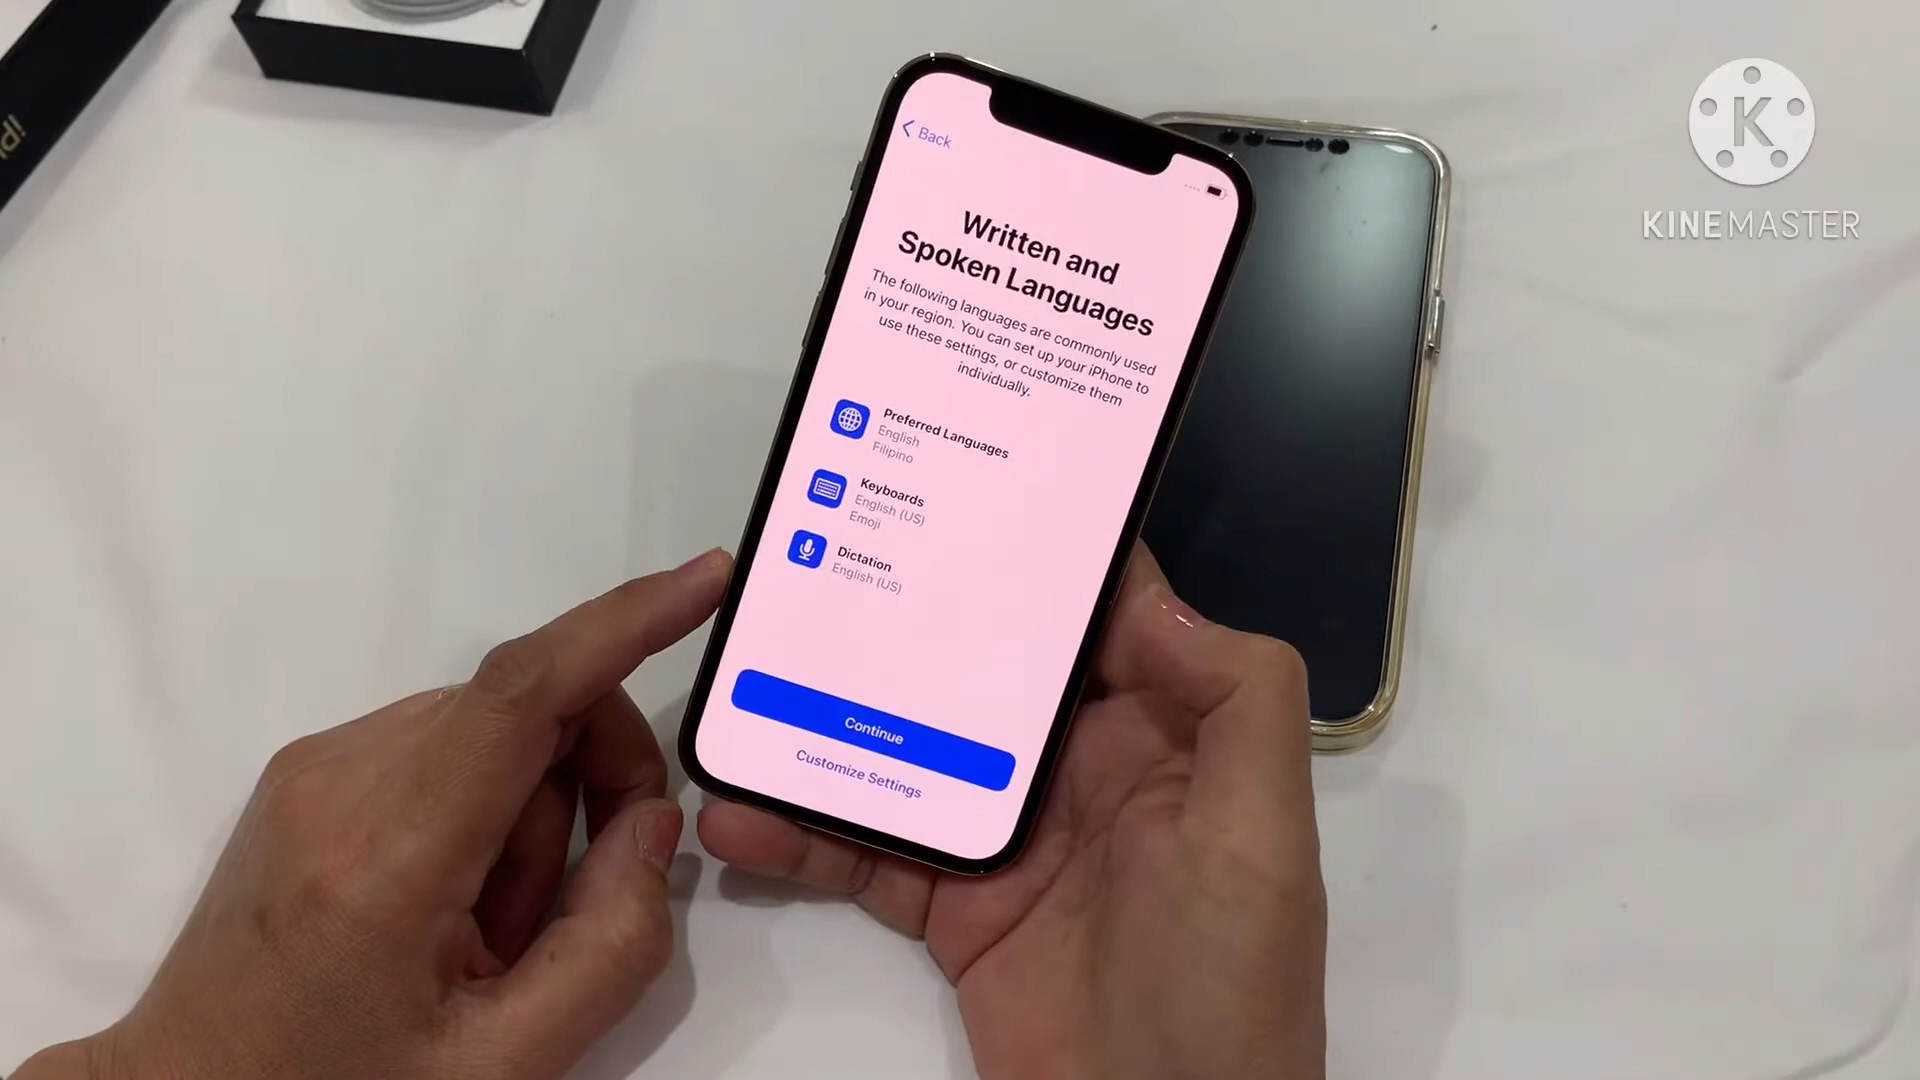 iP
K
KINEMASTER
Back
Written and
Spoken Languages
The following languages are commonly used
in your region. You can set up your iPhone to
use these settings, or customize them
individually.
Preferred Languages
English
Filipino
Keyboards
English (US)
Emoji
Dictation
English (US)
Continue
Customize Settings